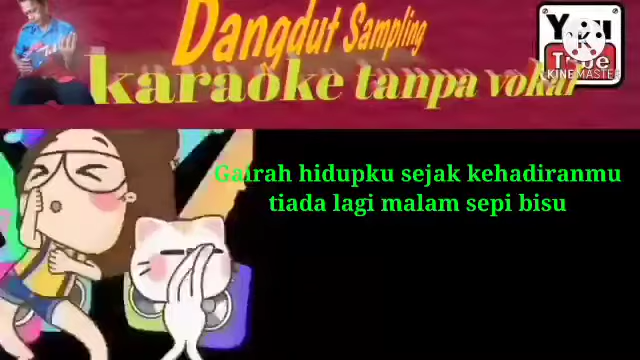 Dangdut Sampling
karaoke tanpa vokal
KINEMASTER
Gairah hidupku sejak kehadiranmu
tiada lagi malam sepi bisu